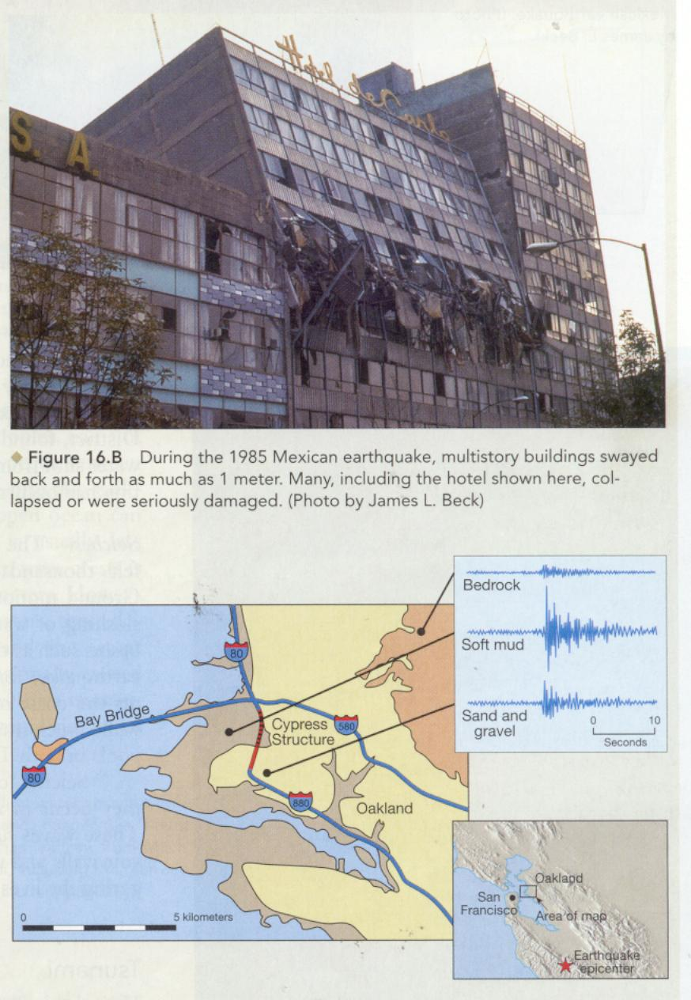 Hotel de
S. A.
◆ Figure 16.B During the 1985 Mexican earthquake, multistory buildings swayed
back and forth as much as 1 meter. Many, including the hotel shown here, col-
lapsed or were seriously damaged. (Photo by James L. Beck)
Bedrock
Soft mud
Sand and
gravel
0 10
Seconds
80
Bay Bridge
Cypress
Structure
580
80
880
Oakland
0 5 kilometers
Oakland
San
Francisco
Area of map
Earthquake
epicenter